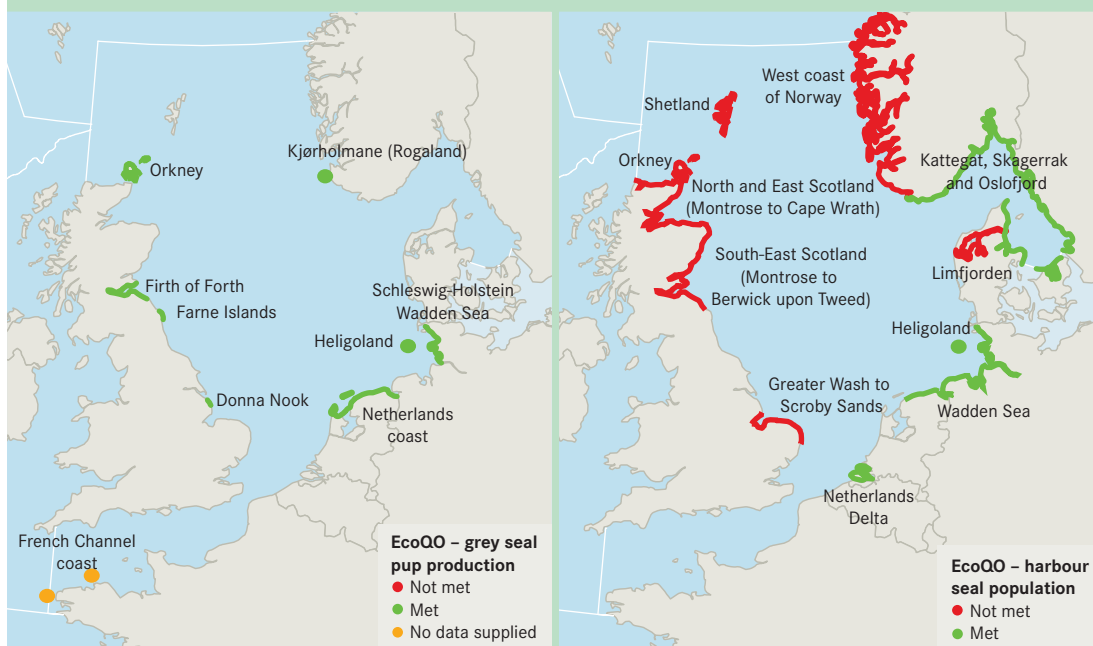 Orkney
Kjørholmane (Rogaland)
Firth of Forth
Farne Islands
Schleswig-Holstein
Wadden Sea
Heligoland
Donna Nook
Netherlands
coast
French Channel
coast
EcoQO – grey seal
pup production
Not met
Met
No data supplied
West coast
of Norway
Shetland
Orkney
North and East Scotland
(Montrose to Cape Wrath)
Kattegat, Skagerrak
and Oslofjord
South-East Scotland
(Montrose to
Berwick upon Tweed)
Limfjorden
Heligoland
Greater Wash to
Scroby Sands
Wadden Sea
Netherlands
Delta
EcoQO – harbour
seal population
Not met
Met